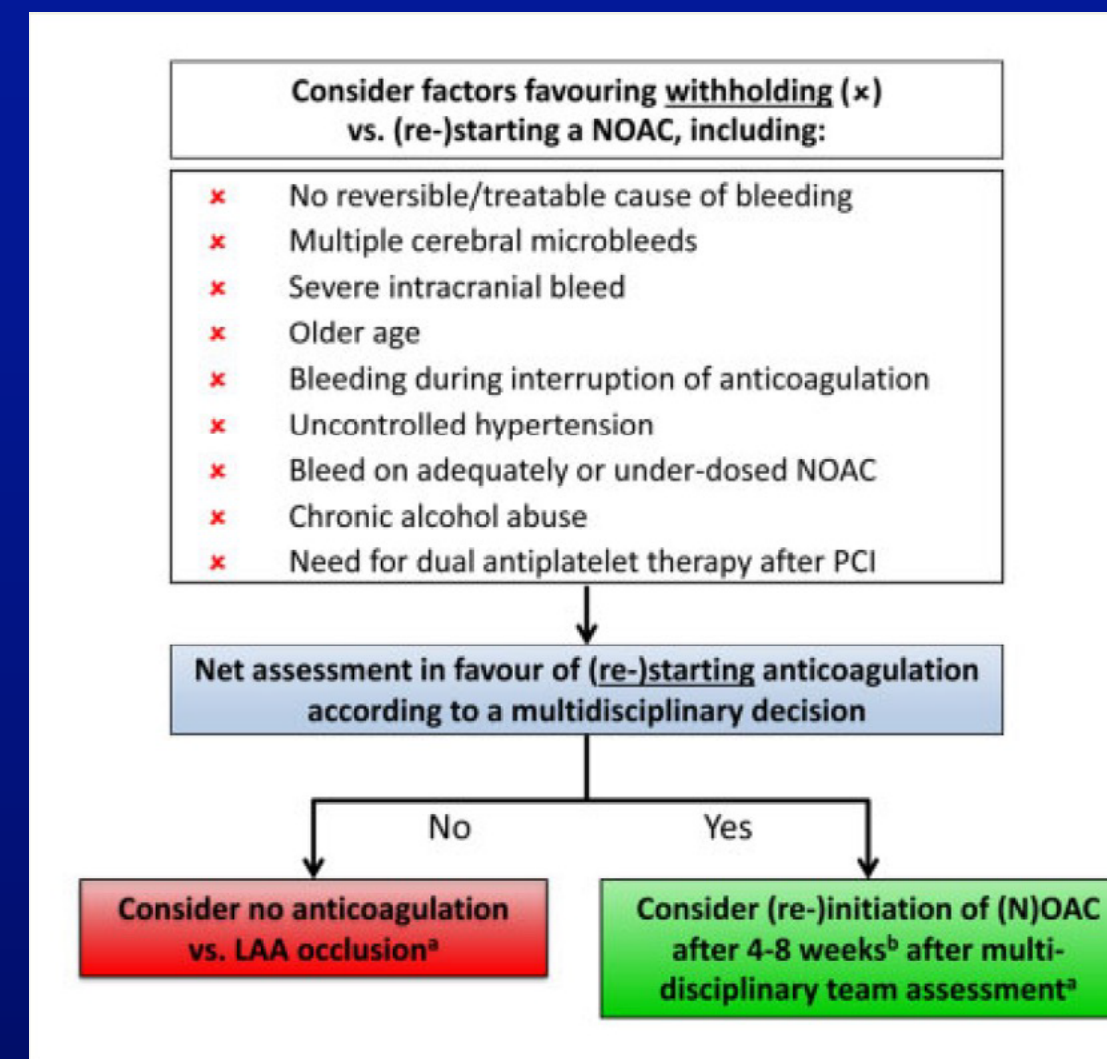 Consider factors favouring withholding (×)
vs. (re-)starting a NOAC, including:
× No reversible/treatable cause of bleeding
× Multiple cerebral microbleeds
× Severe intracranial bleed
× Older age
× Bleeding during interruption of anticoagulation
× Uncontrolled hypertension
× Bleed on adequately or under-dosed NOAC
× Chronic alcohol abuse
× Need for dual antiplatelet therapy after PCI
Net assessment in favour of (re-)starting anticoagulation
according to a multidisciplinary decision
No
Yes
Consider no anticoagulation
vs. LAA occlusionᵃ
Consider (re-)initiation of (N)OAC
after 4-8 weeksᵇ after multi-
disciplinary team assessmentᵃ